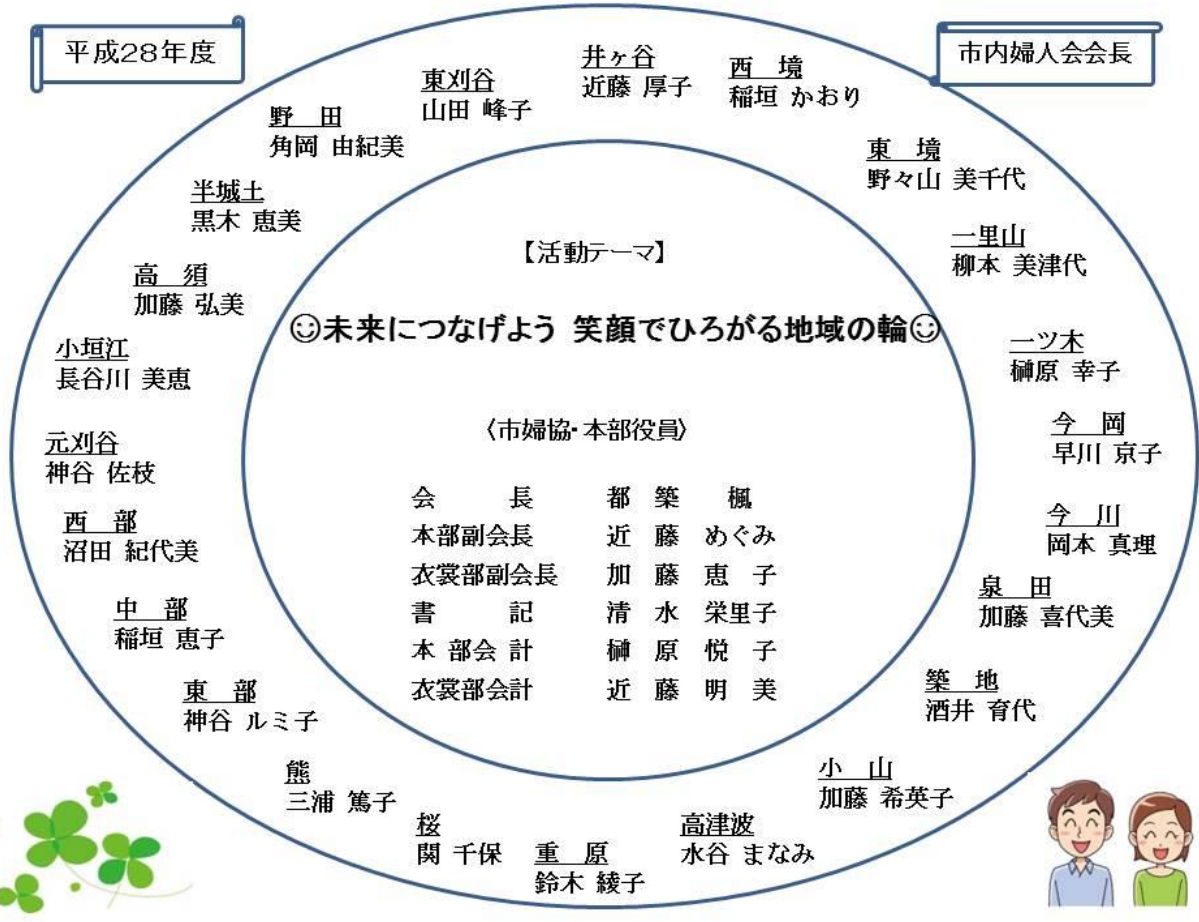 平成28年度
市内婦人会会長
井ヶ谷
近藤 厚子
西　境
稲垣 かおり
東　境
野々山 美千代
一里山
柳本 美津代
一ツ木
榊原 幸子
今　岡
早川 京子
今　川
岡本 真理
泉　田
加藤 喜代美
築　地
酒井 育代
小　山
加藤 希英子
高津波
水谷 まなみ
重　原
鈴木 綾子
桜
関 千保
熊
三浦 篤子
東　部
神谷 ルミ子
中　部
稲垣 恵子
西　部
沼田 紀代美
元刈谷
神谷 佐枝
小垣江
長谷川 美恵
高　須
加藤 弘美
半城土
黒木 恵美
野　田
角岡 由紀美
東刈谷
山田 峰子
【活動テーマ】
☺未来につなげよう 笑顔でひろがる地域の輪☺
〈市婦協・本部役員〉
会　　　長　　　都　築　　楓
本部副会長　　　近　藤　めぐみ
衣裳部副会長　　加　藤　恵　子
書　　　記　　　清　水　栄里子
本 部 会 計　　　榊　原　悦　子
衣裳部会計　　　近　藤　明　美